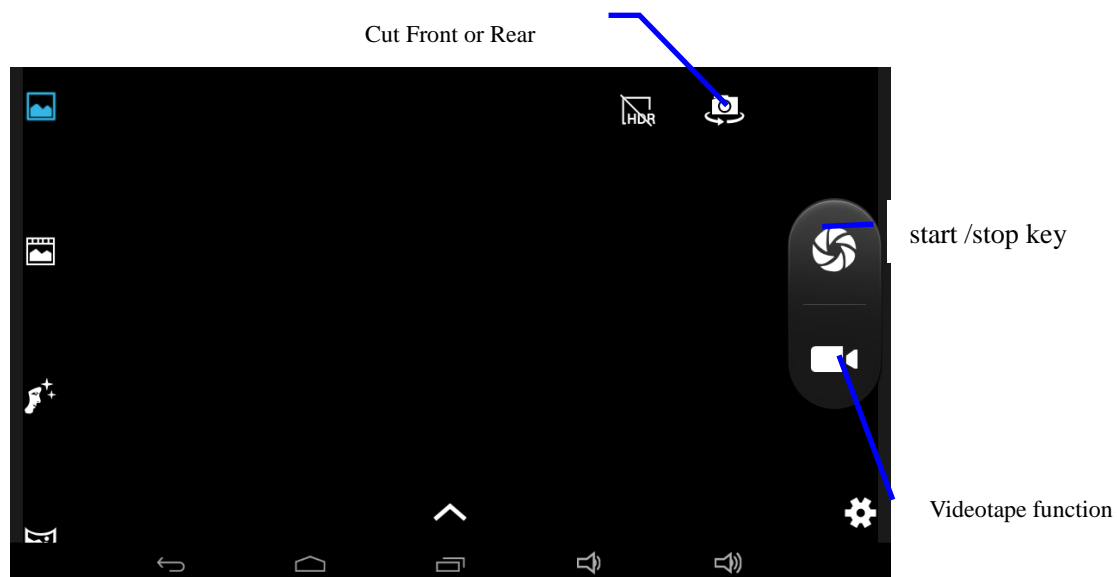 Cut Front or Rear
HDR
start /stop key
Videotape function